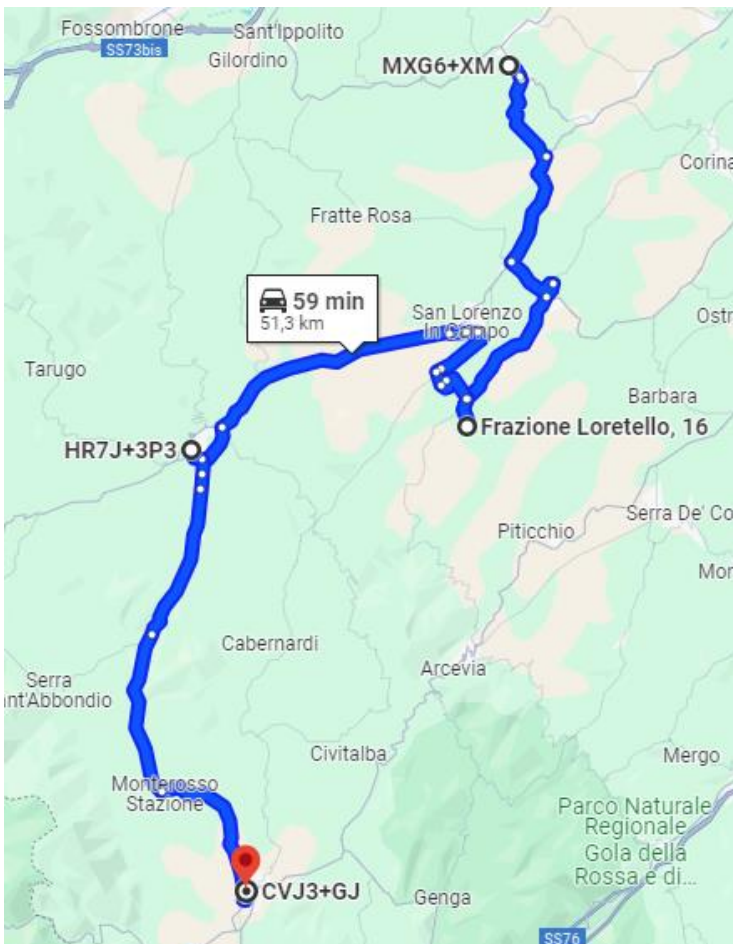 Fossombrone
Sant'Ippolito
SS73bis
Gilordino
MXG6+XM
Corina
Fratte Rosa
59 min
51,3 km
San Lorenzo
In Campo
Ostr
Tarugo
Barbara
HR7J+3P3
Frazione Loretello, 16
Serra De' Co
Piticchio
Mor
Cabernardi
Arcevia
Serra
nt'Abbondio
Civitalba
Mergo
Monterosso
Stazione
Parco Naturale
Regionale
Gola della
Rossa e di...
CVJ3+GJ
Genga
SS76